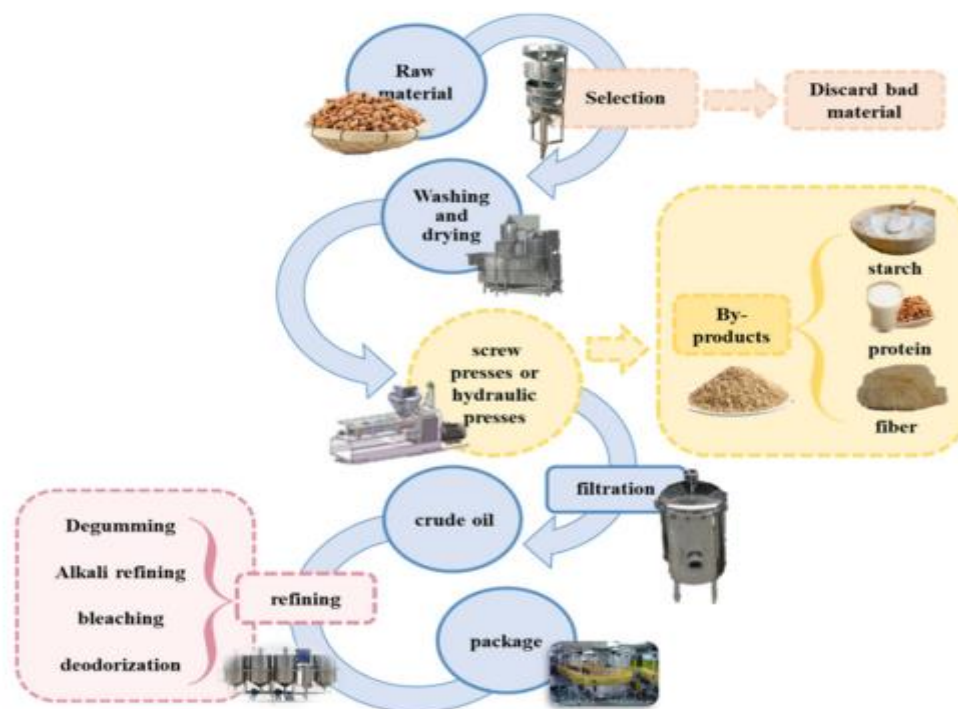 Raw
material
Selection
Discard bad
material
Washing
and
drying
screw
presses or
hydraulic
presses
By-
products
starch
protein
fiber
filtration
crude oil
Degumming
Alkali refining
bleaching
deodorization
refining
package